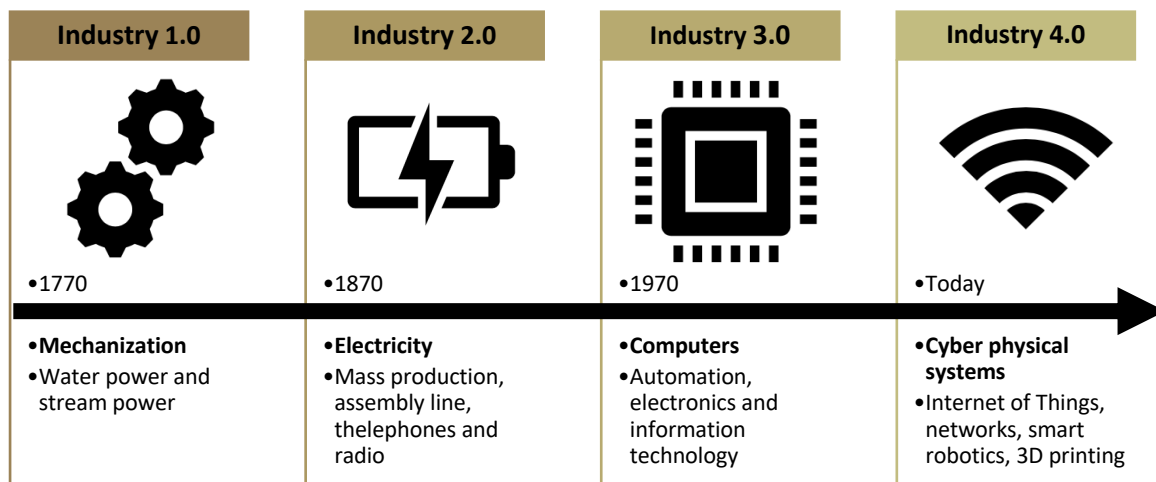 Industry 1.0
•1770
•Mechanization
•Water power and
stream power
Industry 2.0
•1870
•Electricity
•Mass production,
assembly line,
thelephones and
radio
Industry 3.0
•1970
•Computers
•Automation,
electronics and
information
technology
Industry 4.0
•Today
•Cyber physical
systems
•Internet of Things,
networks, smart
robotics, 3D printing